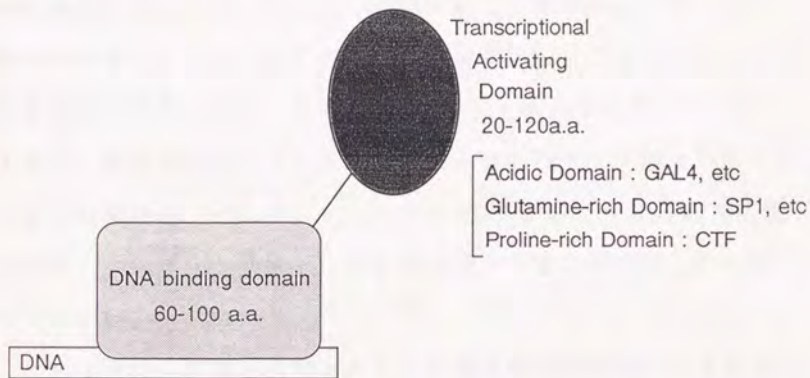 Transcriptional
Activating
Domain
20-120a.a.
Acidic Domain : GAL4, etc
Glutamine-rich Domain : SP1, etc
Proline-rich Domain : CTF
DNA binding domain
60-100 a.a.
DNA